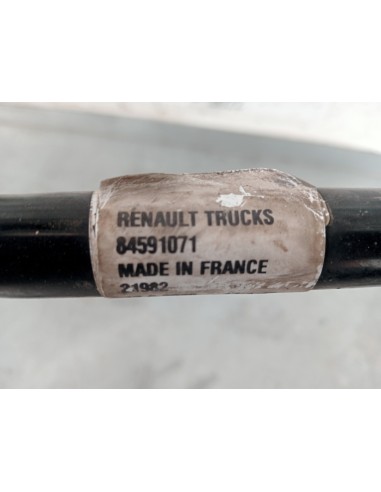 RENAULT TRUCKS
84591071
MADE IN FRANCE
21982